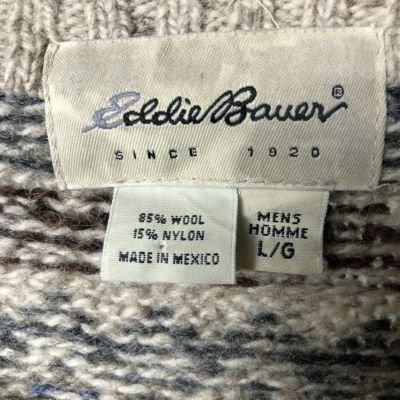 Eddie Bauer®
SINCE 1920
85% WOOL
15% NYLON
MADE IN MEXICO
MENS
HOMME
L/G